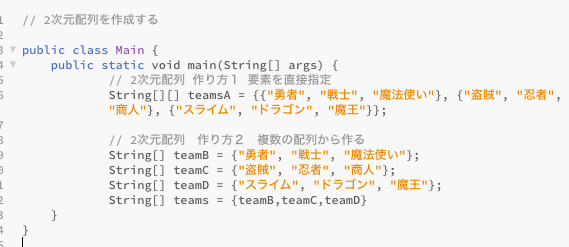 // 2次元配列を作成する
public class Main {
public static void main(String[] args) {
// 2次元配列 作り方１ 要素を直接指定
String[][] teamsA = {{"勇者", "戦士", "魔法使い"}, {"盗賊", "忍者",
"商人"}, {"スライム", "ドラゴン", "魔王"}};
// 2次元配列　作り方２　複数の配列から作る
String[] teamB = {"勇者", "戦士", "魔法使い"};
String[] teamC = {"盗賊", "忍者", "商人"};
String[] teamD = {"スライム", "ドラゴン", "魔王"};
String[] teams = {teamB,teamC,teamD}
}
}